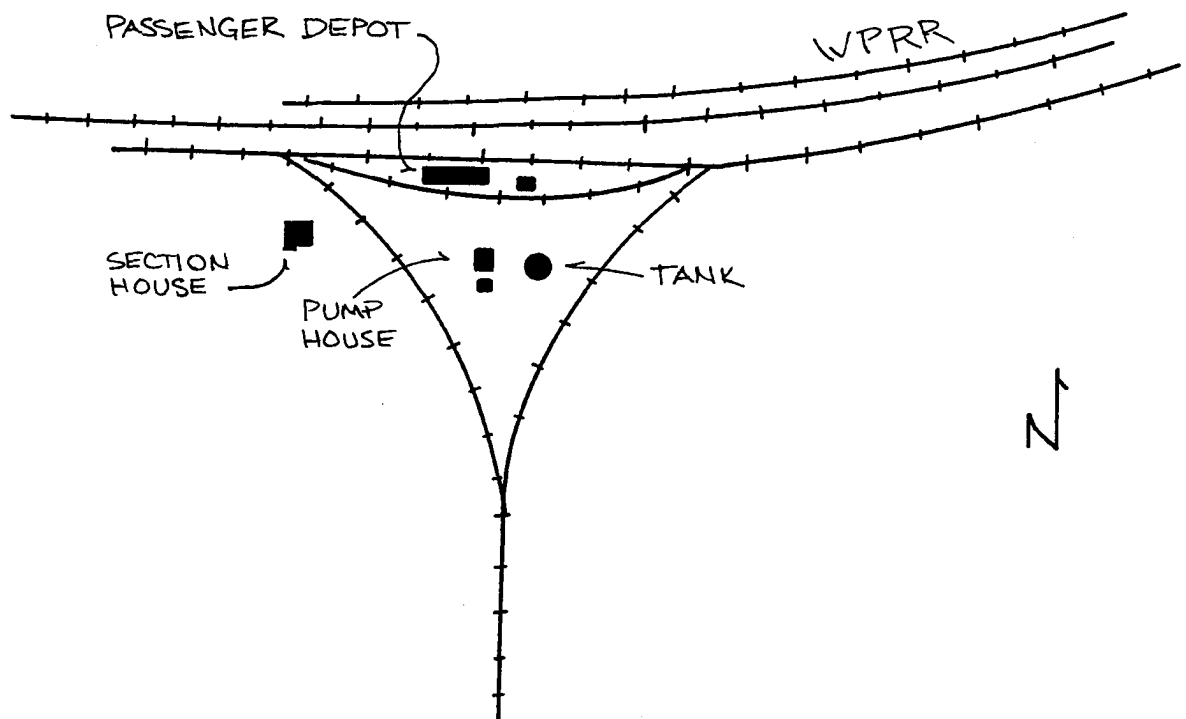 PASSENGER DEPOT
WPRR
SECTION
HOUSE
PUMP
HOUSE
TANK
N